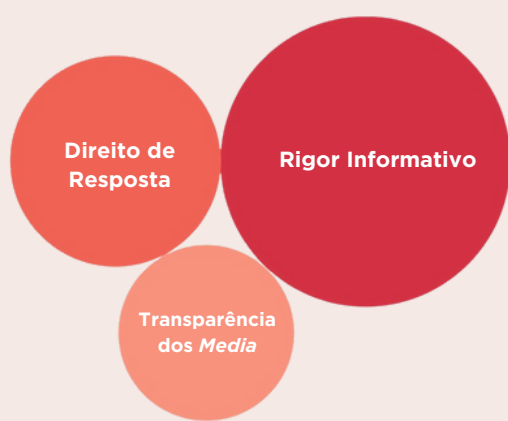 Direito de
Resposta
Rigor Informativo
Transparência
dos Media